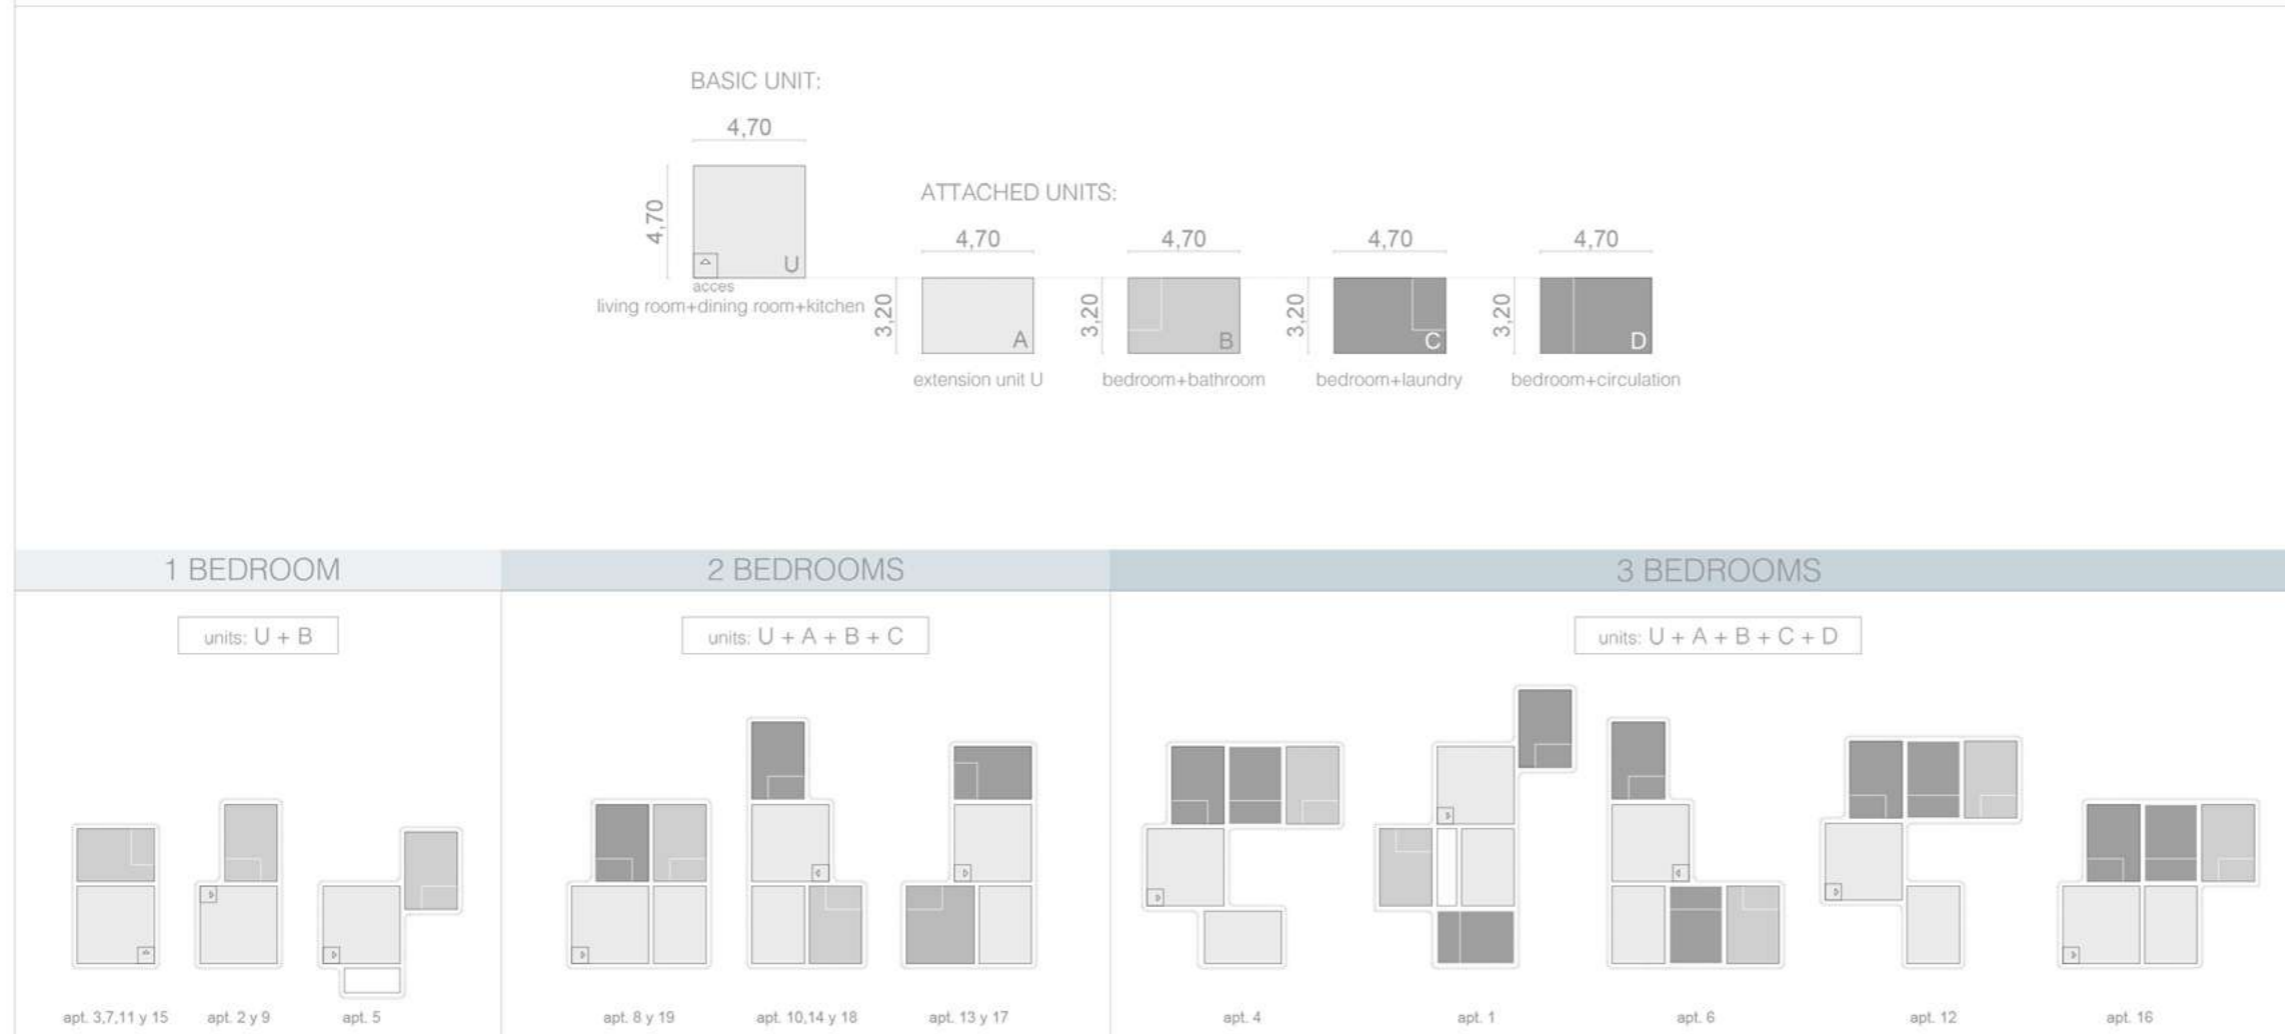 BASIC UNIT:
4,70
4,70
U
acces
living room+dining room+kitchen
ATTACHED UNITS:
4,70
4,70
4,70
4,70
3,20
A
3,20
B
3,20
C
3,20
D
extension unit U
bedroom+bathroom
bedroom+laundry
bedroom+circulation
1 BEDROOM
2 BEDROOMS
3 BEDROOMS
units: U + B
units: U + A + B + C
units: U + A + B + C + D
apt. 3,7,11 y 15
apt. 2 y 9
apt. 5
apt. 8 y 19
apt. 10,14 y 18
apt. 13 y 17
apt. 4
apt. 1
apt. 6
apt. 12
apt. 16